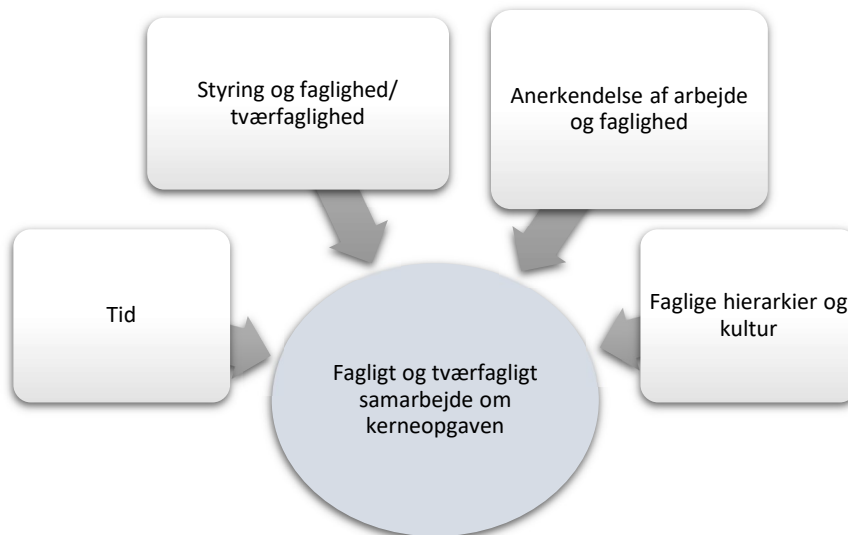 Styring og faglighed/
tværfaglighed
Anerkendelse af arbejde
og faglighed
Tid
Faglige hierarkier og
kultur
Fagligt og tværfagligt
samarbejde om
kerneopgaven